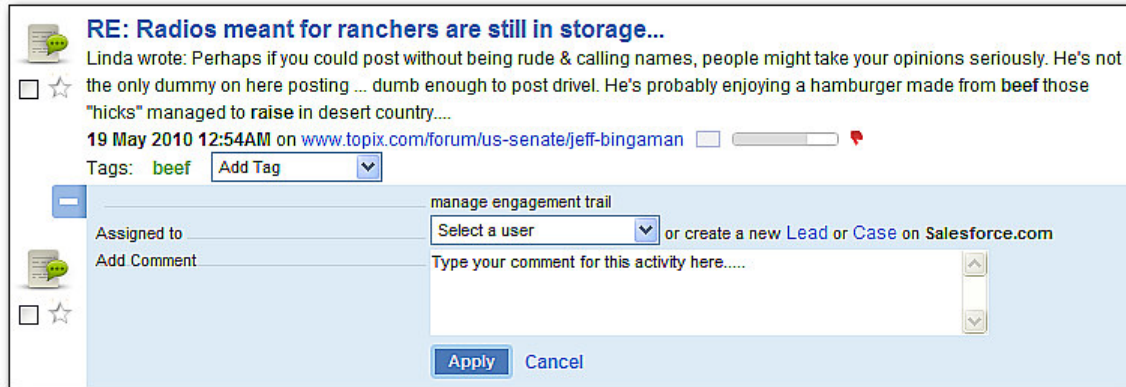 RE: Radios meant for ranchers are still in storage...
Linda wrote: Perhaps if you could post without being rude & calling names, people might take your opinions seriously. He's not
the only dummy on here posting ... dumb enough to post drivel. He's probably enjoying a hamburger made from beef those
"hicks" managed to raise in desert country....
19 May 2010 12:54AM on www.topix.com/forum/us-senate/jeff-bingaman
Tags: beef Add Tag
manage engagement trail
Assigned to Select a user or create a new Lead or Case on Salesforce.com
Add Comment Type your comment for this activity here.....
Apply Cancel